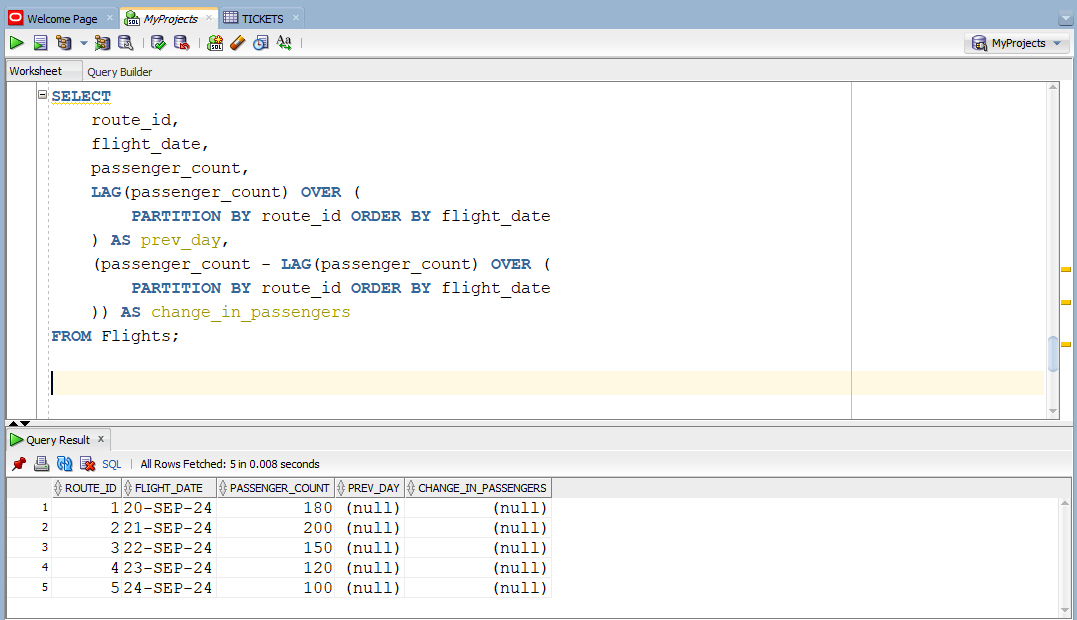 Welcome Page MyProjects TICKETS
MyProjects
Worksheet Query Builder
SELECT
route_id,
flight_date,
passenger_count,
LAG(passenger_count) OVER (
PARTITION BY route_id ORDER BY flight_date
) AS prev_day,
(passenger_count - LAG(passenger_count) OVER (
PARTITION BY route_id ORDER BY flight_date
)) AS change_in_passengers
FROM Flights;
Query Result x
SQL | All Rows Fetched: 5 in 0.008 seconds
ROUTE_ID FLIGHT_DATE PASSENGER_COUNT PREV_DAY CHANGE_IN_PASSENGERS
1 1 20-SEP-24 180 (null) (null)
2 2 21-SEP-24 200 (null) (null)
3 3 22-SEP-24 150 (null) (null)
4 4 23-SEP-24 120 (null) (null)
5 5 24-SEP-24 100 (null) (null)